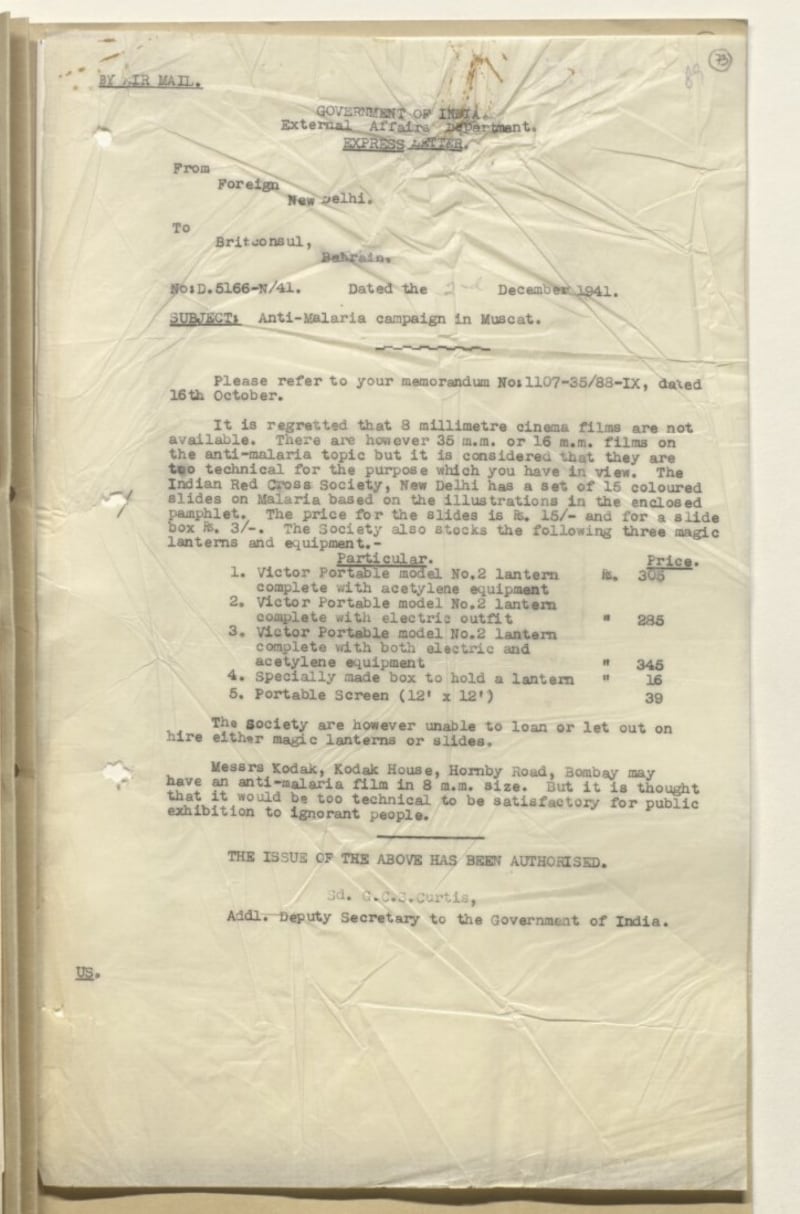 73
89
BY AIR MAIL.
GOVERNMENT OF INDIA.
External Affairs Department.
EXPRESS LETTER.
From
Foreign
New Delhi.
To
Britconsul,
Bahrain.
No:D.5166-N/41. Dated the 2nd December 1941.
SUBJECT: Anti-Malaria campaign in Muscat.
Please refer to your memorandum No:1107-35/88-IX, dated
16th October.
It is regretted that 8 millimetre cinema films are not
available. There are however 35 m.m. or 16 m.m. films on
the anti-malaria topic but it is considered that they are
too technical for the purpose which you have in view. The
Indian Red Cross Society, New Delhi has a set of 15 coloured
slides on Malaria based on the illustrations in the enclosed
pamphlet. The price for the slides is Rs. 15/- and for a slide
box Rs. 3/-. The Society also stocks the following three magic
lanterns and equipment.-
Particular. Price.
1. Victor Portable model No.2 lantern Rs. 305
complete with acetylene equipment
2. Victor Portable model No.2 lantern
complete with electric outfit " 285
3. Victor Portable model No.2 lantern
complete with both electric and
acetylene equipment " 345
4. Specially made box to hold a lantern " 16
5. Portable Screen (12' x 12') 39
The Society are however unable to loan or let out on
hire either magic lanterns or slides.
Messrs Kodak, Kodak House, Hornby Road, Bombay may
have an anti-malaria film in 8 m.m. size. But it is thought
that it would be too technical to be satisfactory for public
exhibition to ignorant people.
THE ISSUE OF THE ABOVE HAS BEEN AUTHORISED.
Sd. G.C.S.Curtis,
Addl. Deputy Secretary to the Government of India.
US.